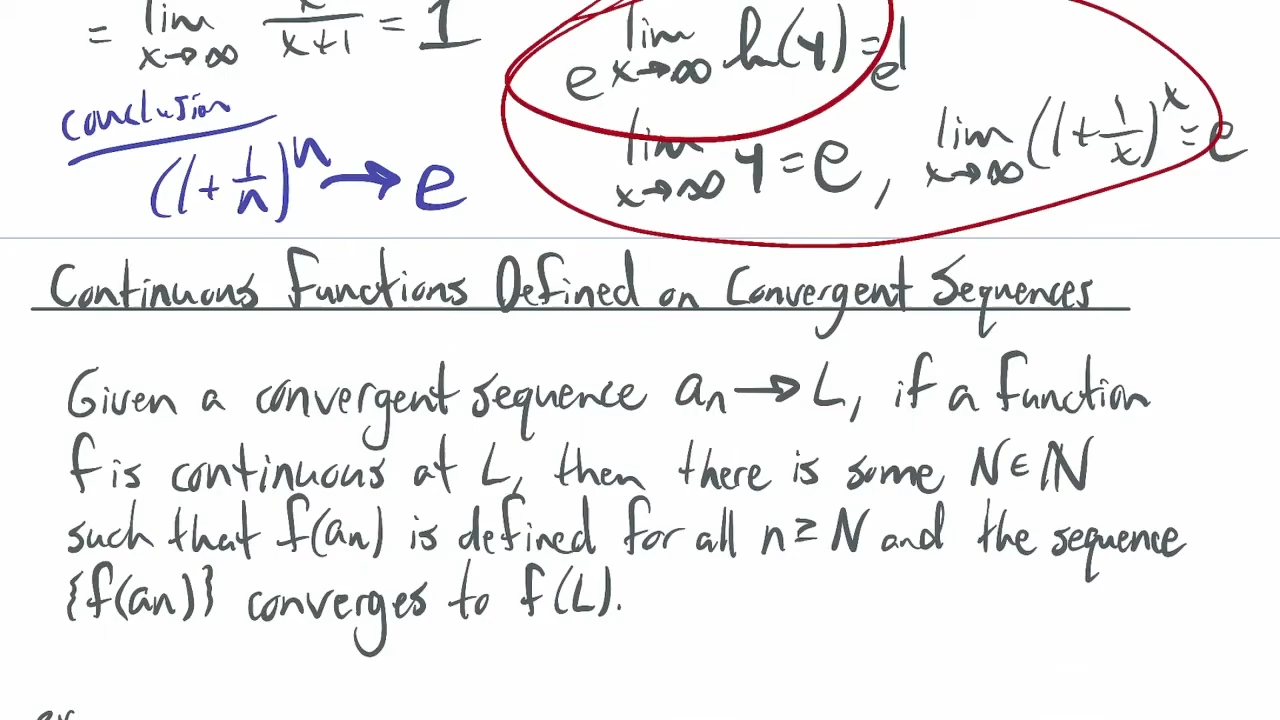 = lim x→∞ x/x+1 = 1
e^lim x→∞ ln(y) = e^1
conclusion
(1+1/n)^n → e
lim x→∞ y = e, lim x→∞ (1+1/x)^x = e
Continuous Functions Defined on Convergent Sequences
Given a convergent sequence an → L, if a function
f is continuous at L, then there is some N∈ℕ
such that f(an) is defined for all n≥N and the sequence
{f(an)} converges to f(L).